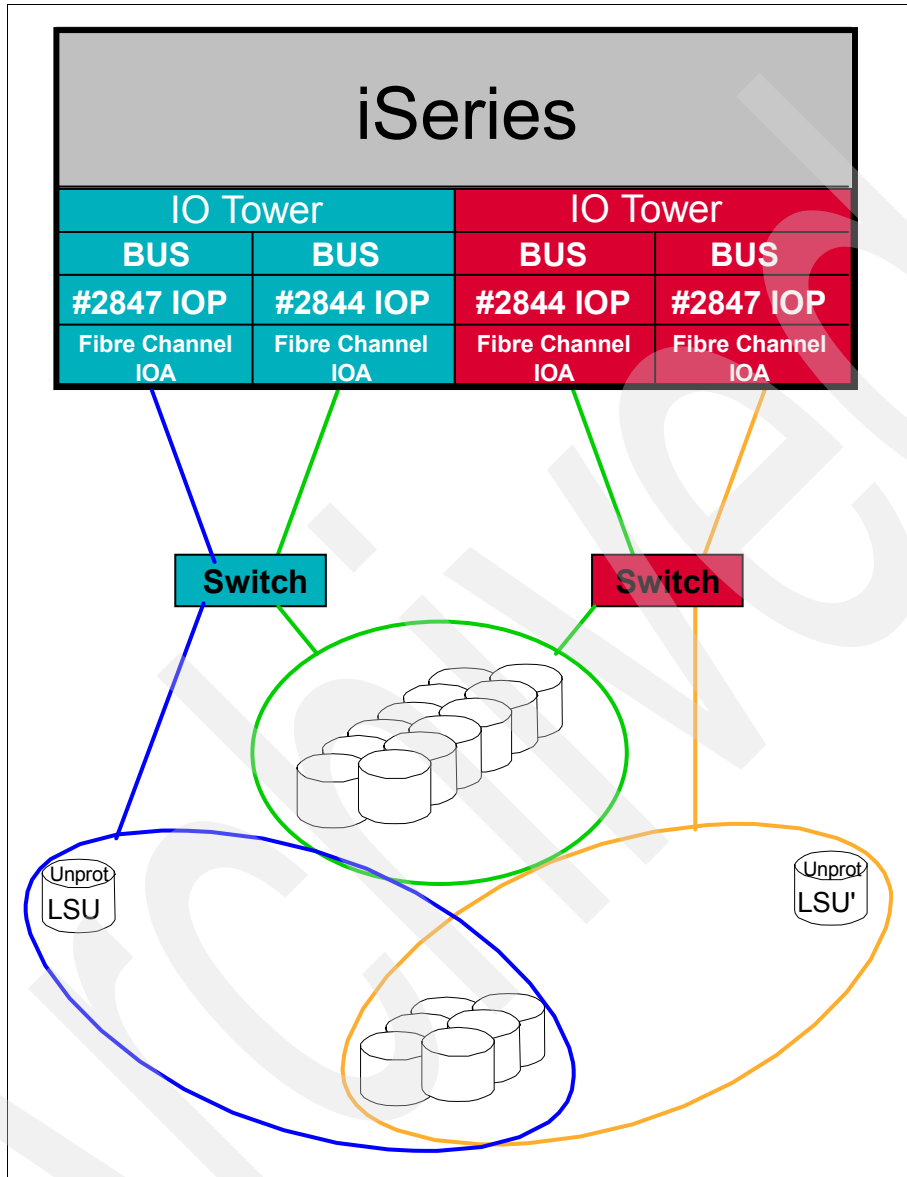 iSeries
IO Tower IO Tower
BUS BUS BUS BUS
#2847 IOP #2844 IOP #2844 IOP #2847 IOP
Fibre Channel IOA Fibre Channel IOA Fibre Channel IOA Fibre Channel IOA
Switch Switch
Unprot
LSU
Unprot
LSU'
Archived